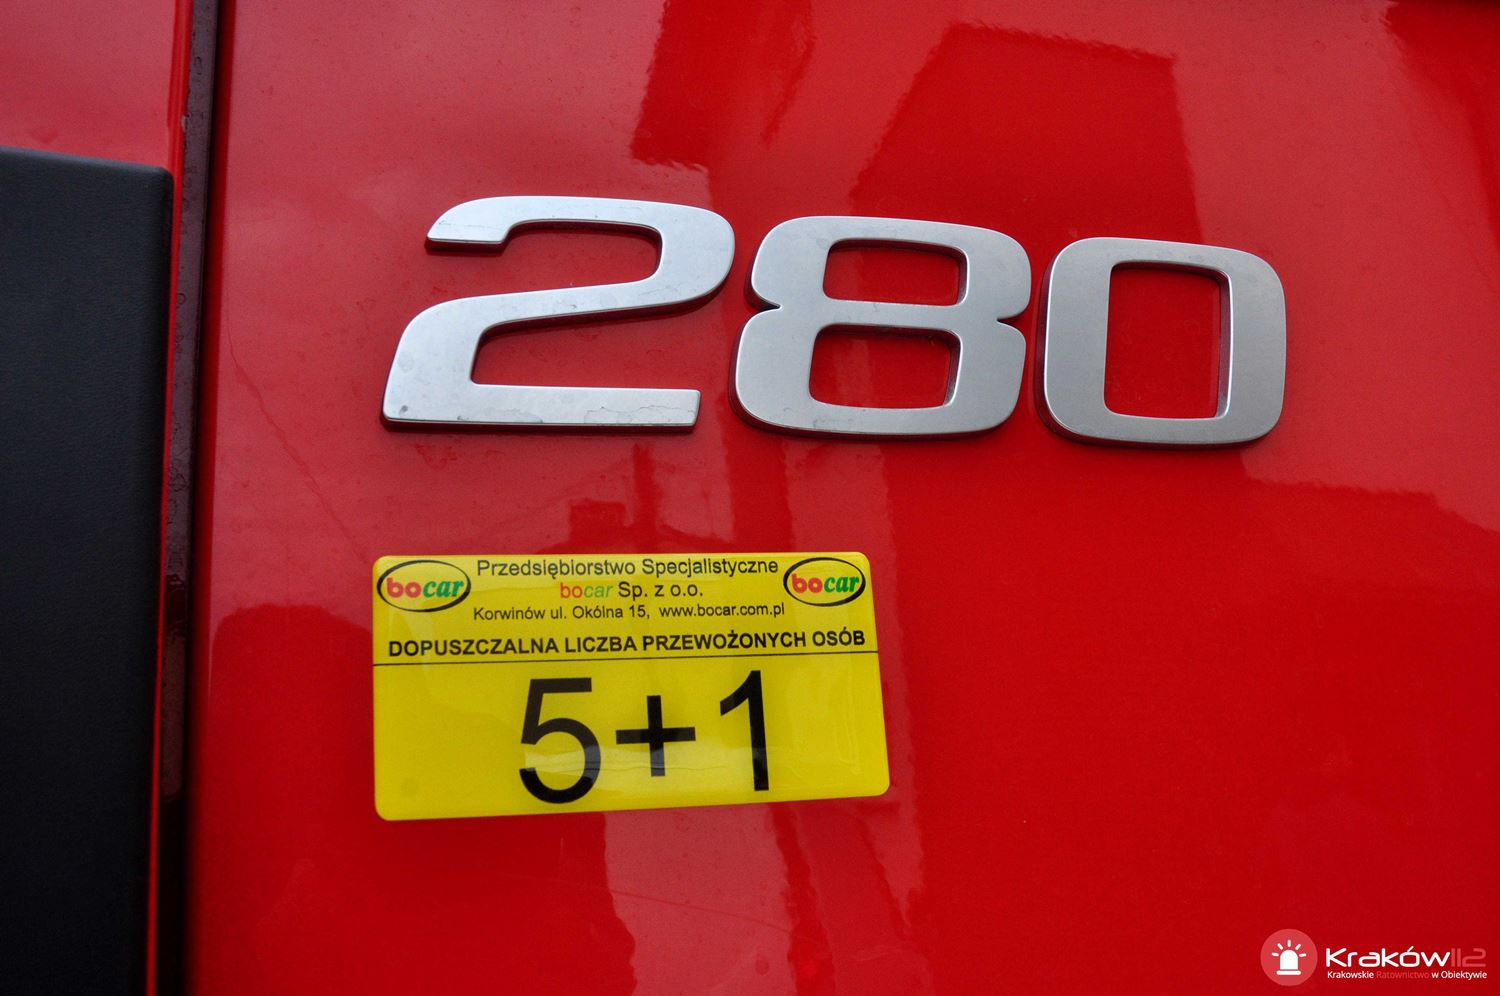 280
bocar Przedsiębiorstwo Specjalistyczne bocar
bocar Sp. z o.o.
Korwinów ul. Okólna 15, www.bocar.com.pl
DOPUSZCZALNA LICZBA PRZEWOŻONYCH OSÓB
5+1
Kraków112
Krakowskie Ratownictwo w Obiektywie